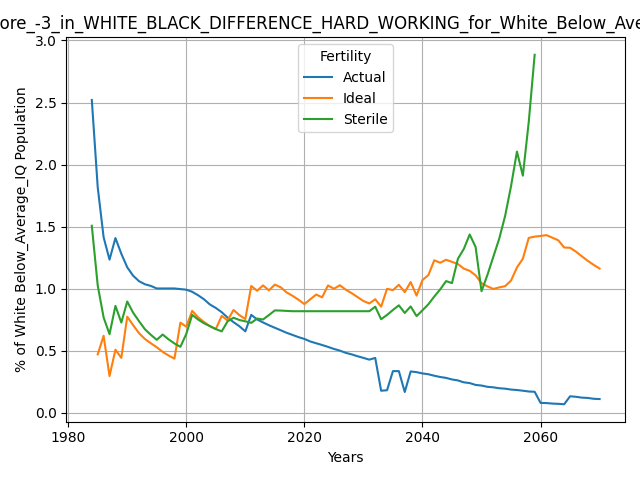 ore_-3_in_WHITE_BLACK_DIFFERENCE_HARD_WORKING_for_White_Below_Ave
Fertility
Actual
Ideal
Sterile
% of White Below_Average_IQ Population
3.0
2.5
2.0
1.5
1.0
0.5
0.0
1980
2000
2020
2040
2060
Years